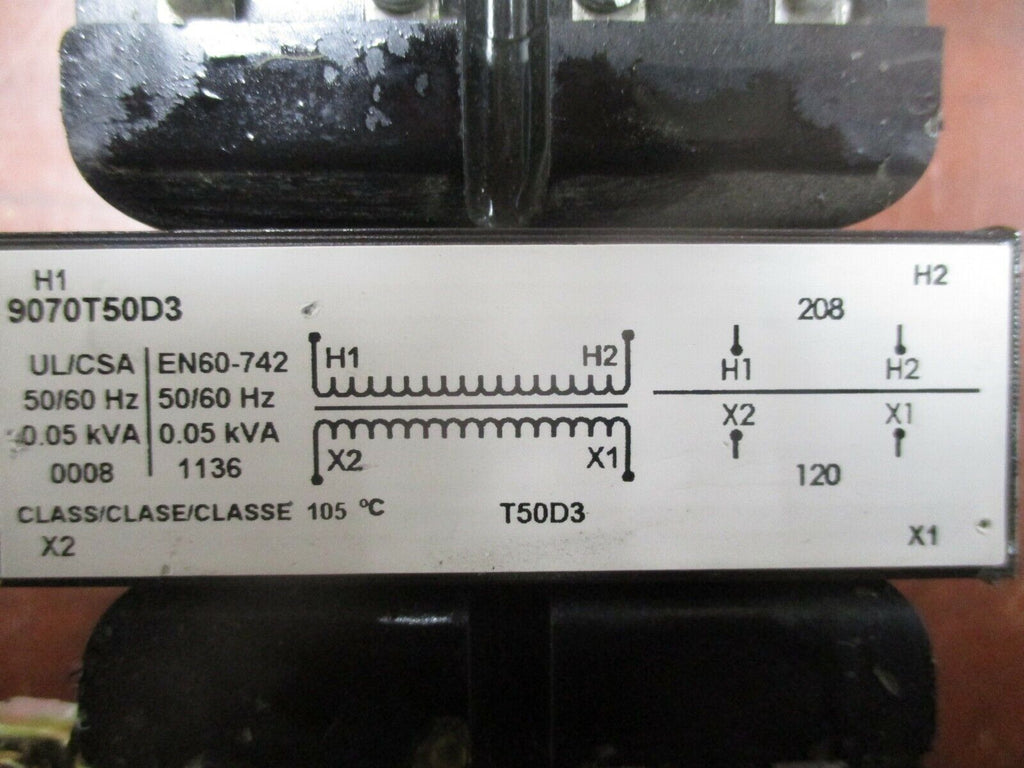 H1 H2
9070T50D3 208
UL/CSA EN60-742 H1 H2 H1 H2
50/60 Hz 50/60 Hz X2 X1
0.05 kVA 0.05 kVA X2 X1
0008 1136 120
CLASS/CLASE/CLASSE 105 ºC T50D3
X2 X1